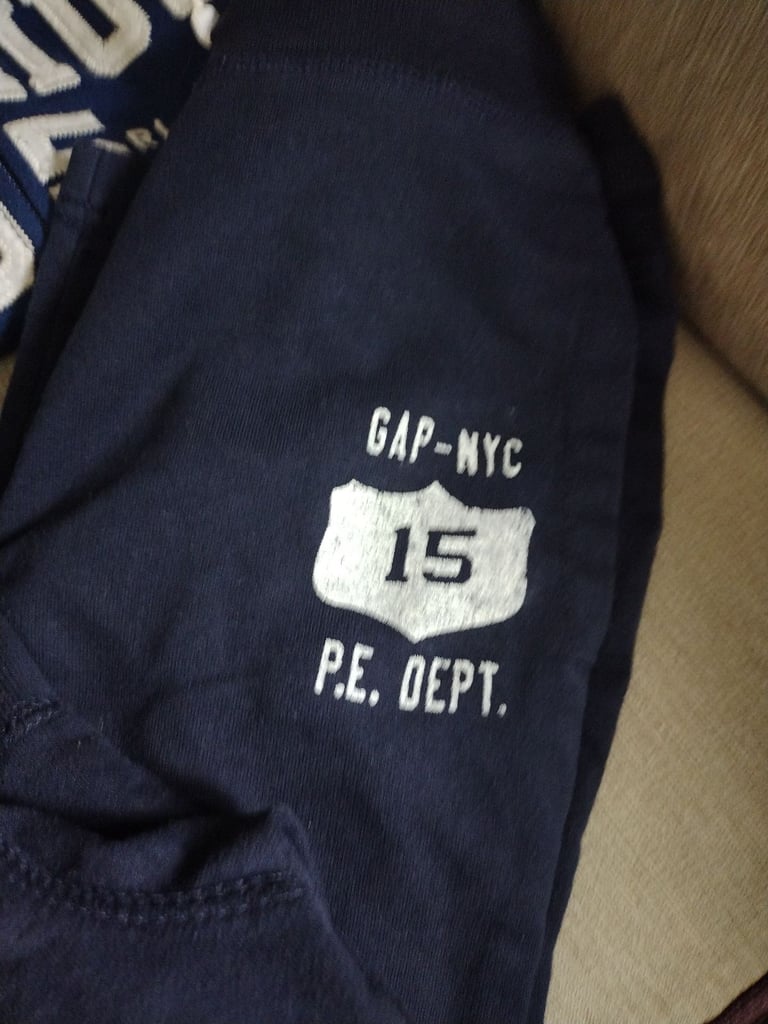 GAP-NYC
15
P.E. DEPT.